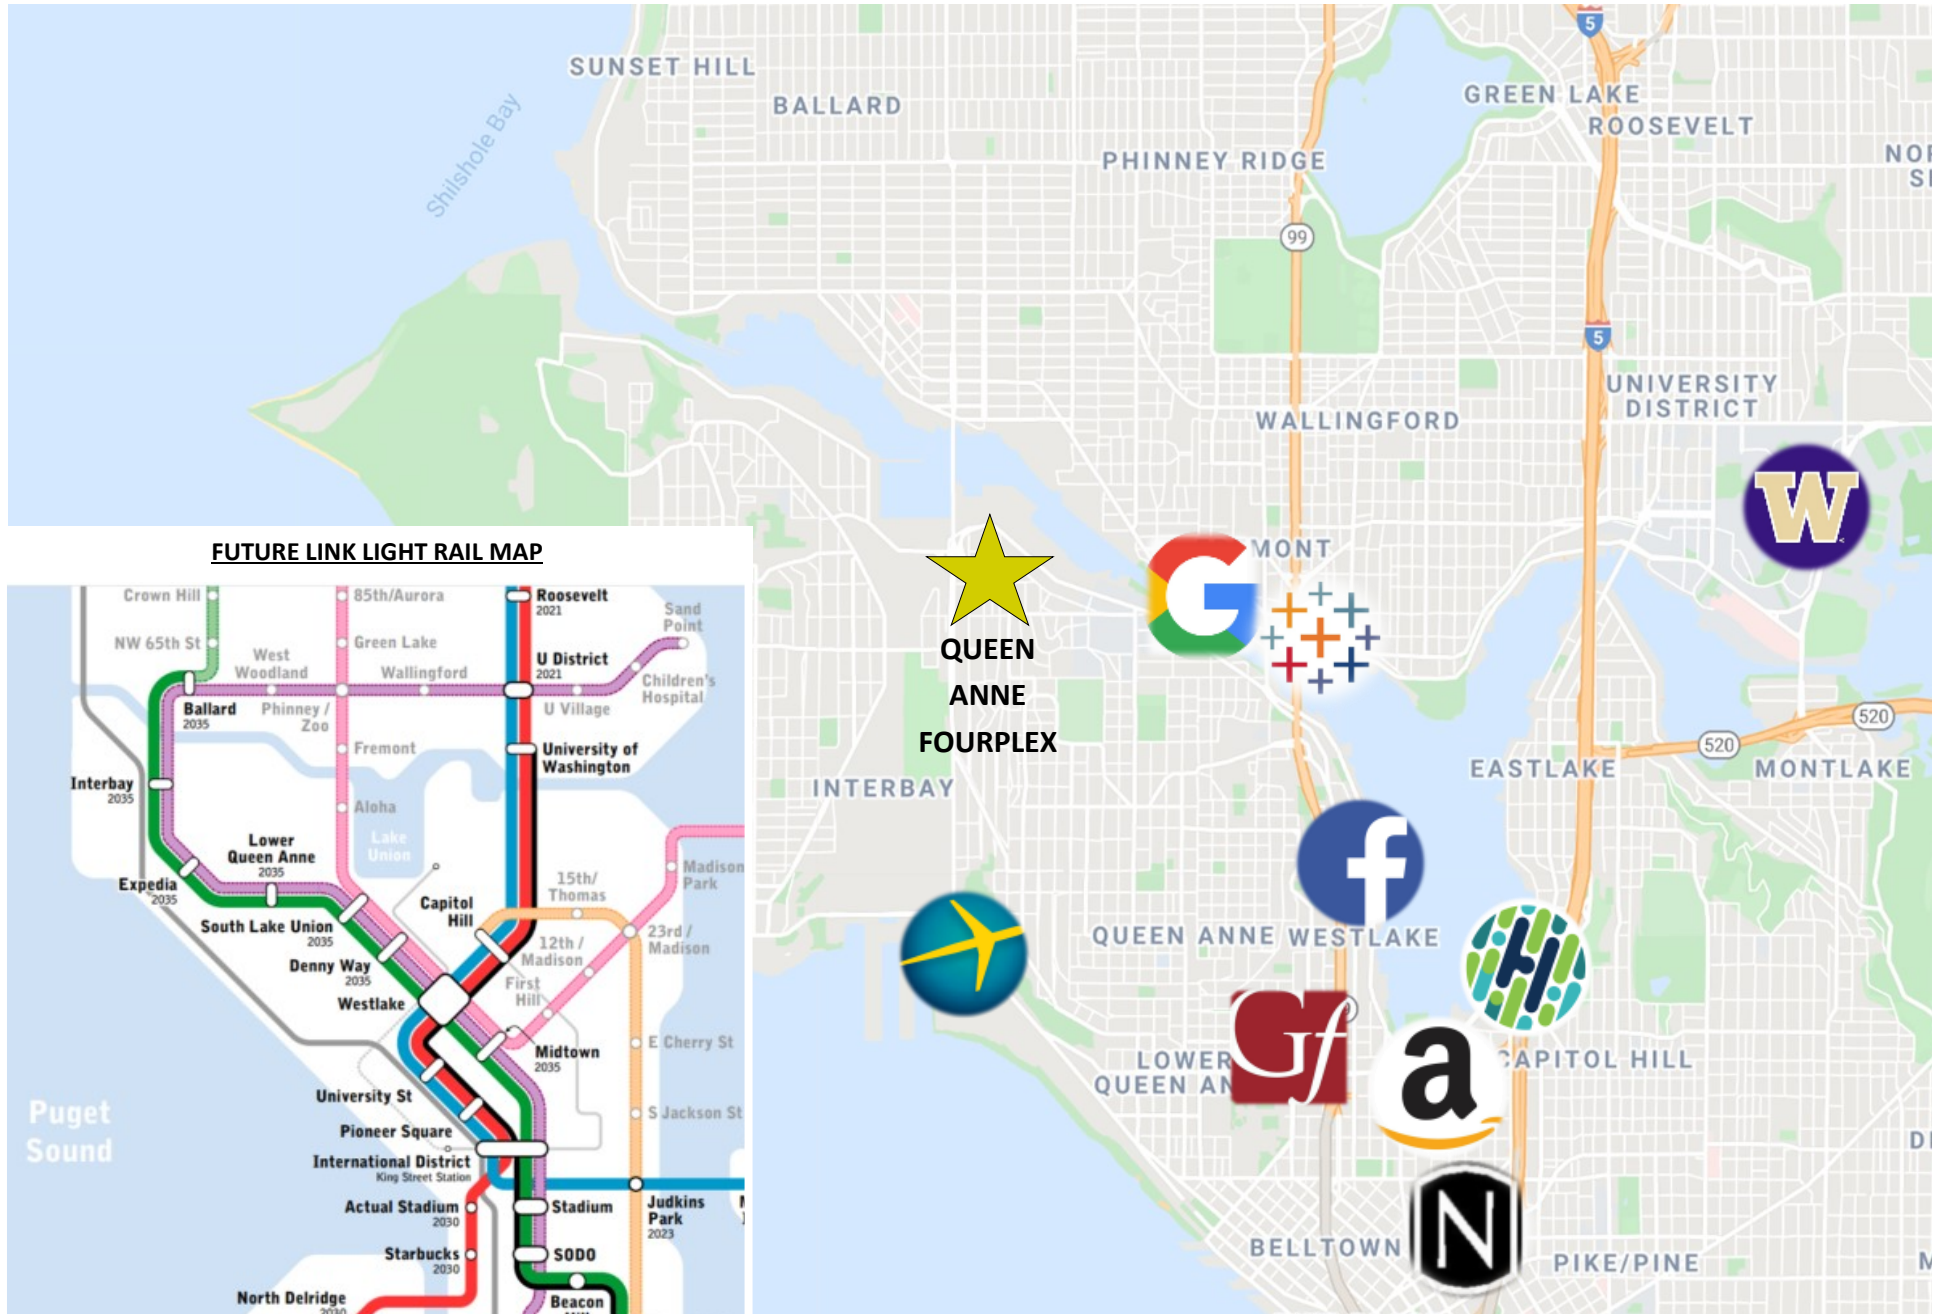 SUNSET HILL
BALLARD
Shilshole Bay
PHINNEY RIDGE
GREEN LAKE
ROOSEVELT
5
99
5
UNIVERSITY
DISTRICT
WALLINGFORD
W
MONT
G
QUEEN
ANNE
FOURPLEX
INTERBAY
520
520
EASTLAKE
MONTLAKE
f
QUEEN ANNE
WESTLAKE
H
LOWER
QUEEN AN
Gf
a
CAPITOL HILL
N
BELLTOWN
PIKE/PINE
FUTURE LINK LIGHT RAIL MAP
Crown Hill
85th/Aurora
Roosevelt
2021
Sand
Point
NW 65th St
Green Lake
West
Woodland
Wallingford
U District
2021
Children's
Hospital
Ballard
2035
Phinney /
Zoo
U Village
Fremont
University of
Washington
Interbay
2035
Aloha
Lake
Union
Lower
Queen Anne
2035
Madison
Park
Expedia
2035
15th/
Thomas
Capitol
Hill
South Lake Union
2035
23rd /
Madison
12th /
Madison
Denny Way
2035
First
Hill
Westlake
Midtown
2035
E Cherry St
University St
Puget
Sound
S Jackson St
Pioneer Square
International District
King Street Station
Actual Stadium
2030
Stadium
Judkins
Park
2023
Starbucks
2030
SODO
North Delridge
2030
Beacon